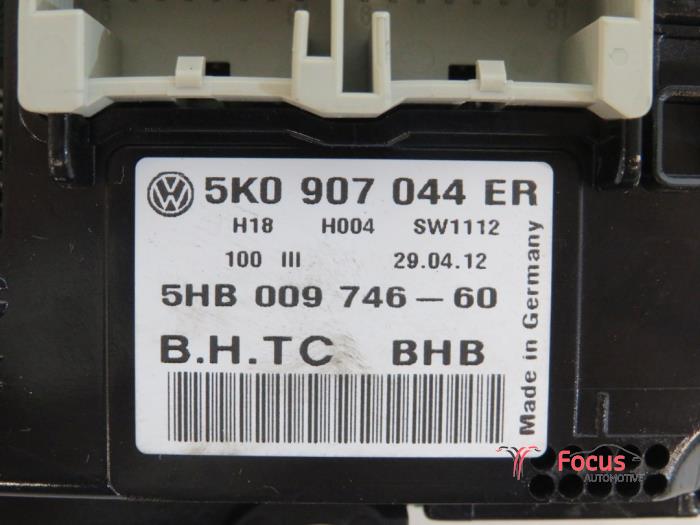 5K0 907 044 ER
H18 H004 SW1112
100 III 29.04.12
5HB 009 746-60
B.H.TC BHB
Made in Germany
Focus
AUTOMOTIVE